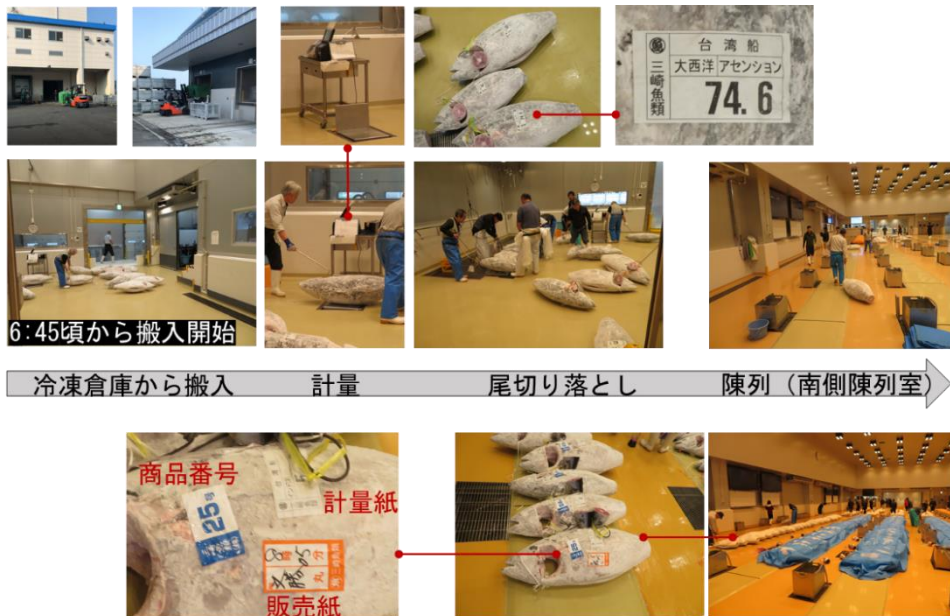 台湾船
三崎魚類
大西洋 アセンション
74.6
6:45頃から搬入開始
冷凍倉庫から搬入
計量
尾切り落とし
陳列（南側陳列室）
商品番号
計量紙
25
販売紙